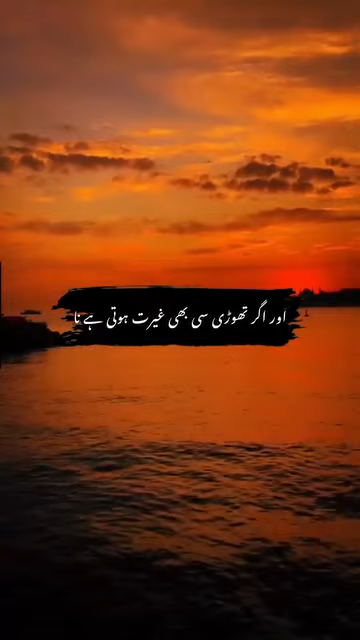 اور اگر تھوڑی سی بھی غیرت ہوتی ہے نا